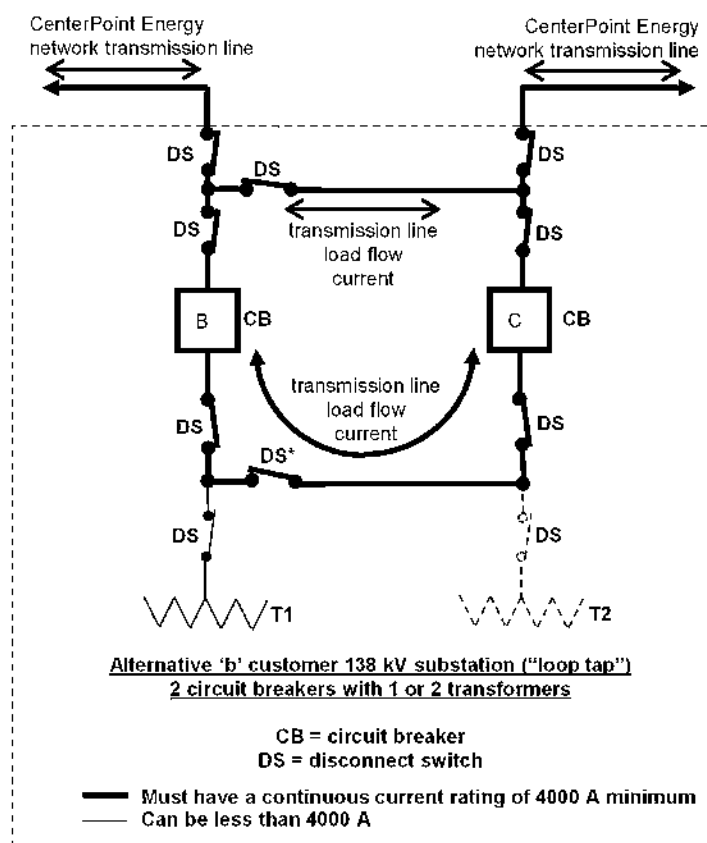 CenterPoint Energy
network transmission line
CenterPoint Energy
network transmission line
DS
DS
DS
DS
DS
transmission line
load flow
current
B
CB
C
CB
transmission line
load flow
current
DS
DS
DS*
DS
DS
T1
T2
Alternative ‘b’ customer 138 kV substation (“loop tap”)
2 circuit breakers with 1 or 2 transformers
CB = circuit breaker
DS = disconnect switch
Must have a continuous current rating of 4000 A minimum
Can be less than 4000 A